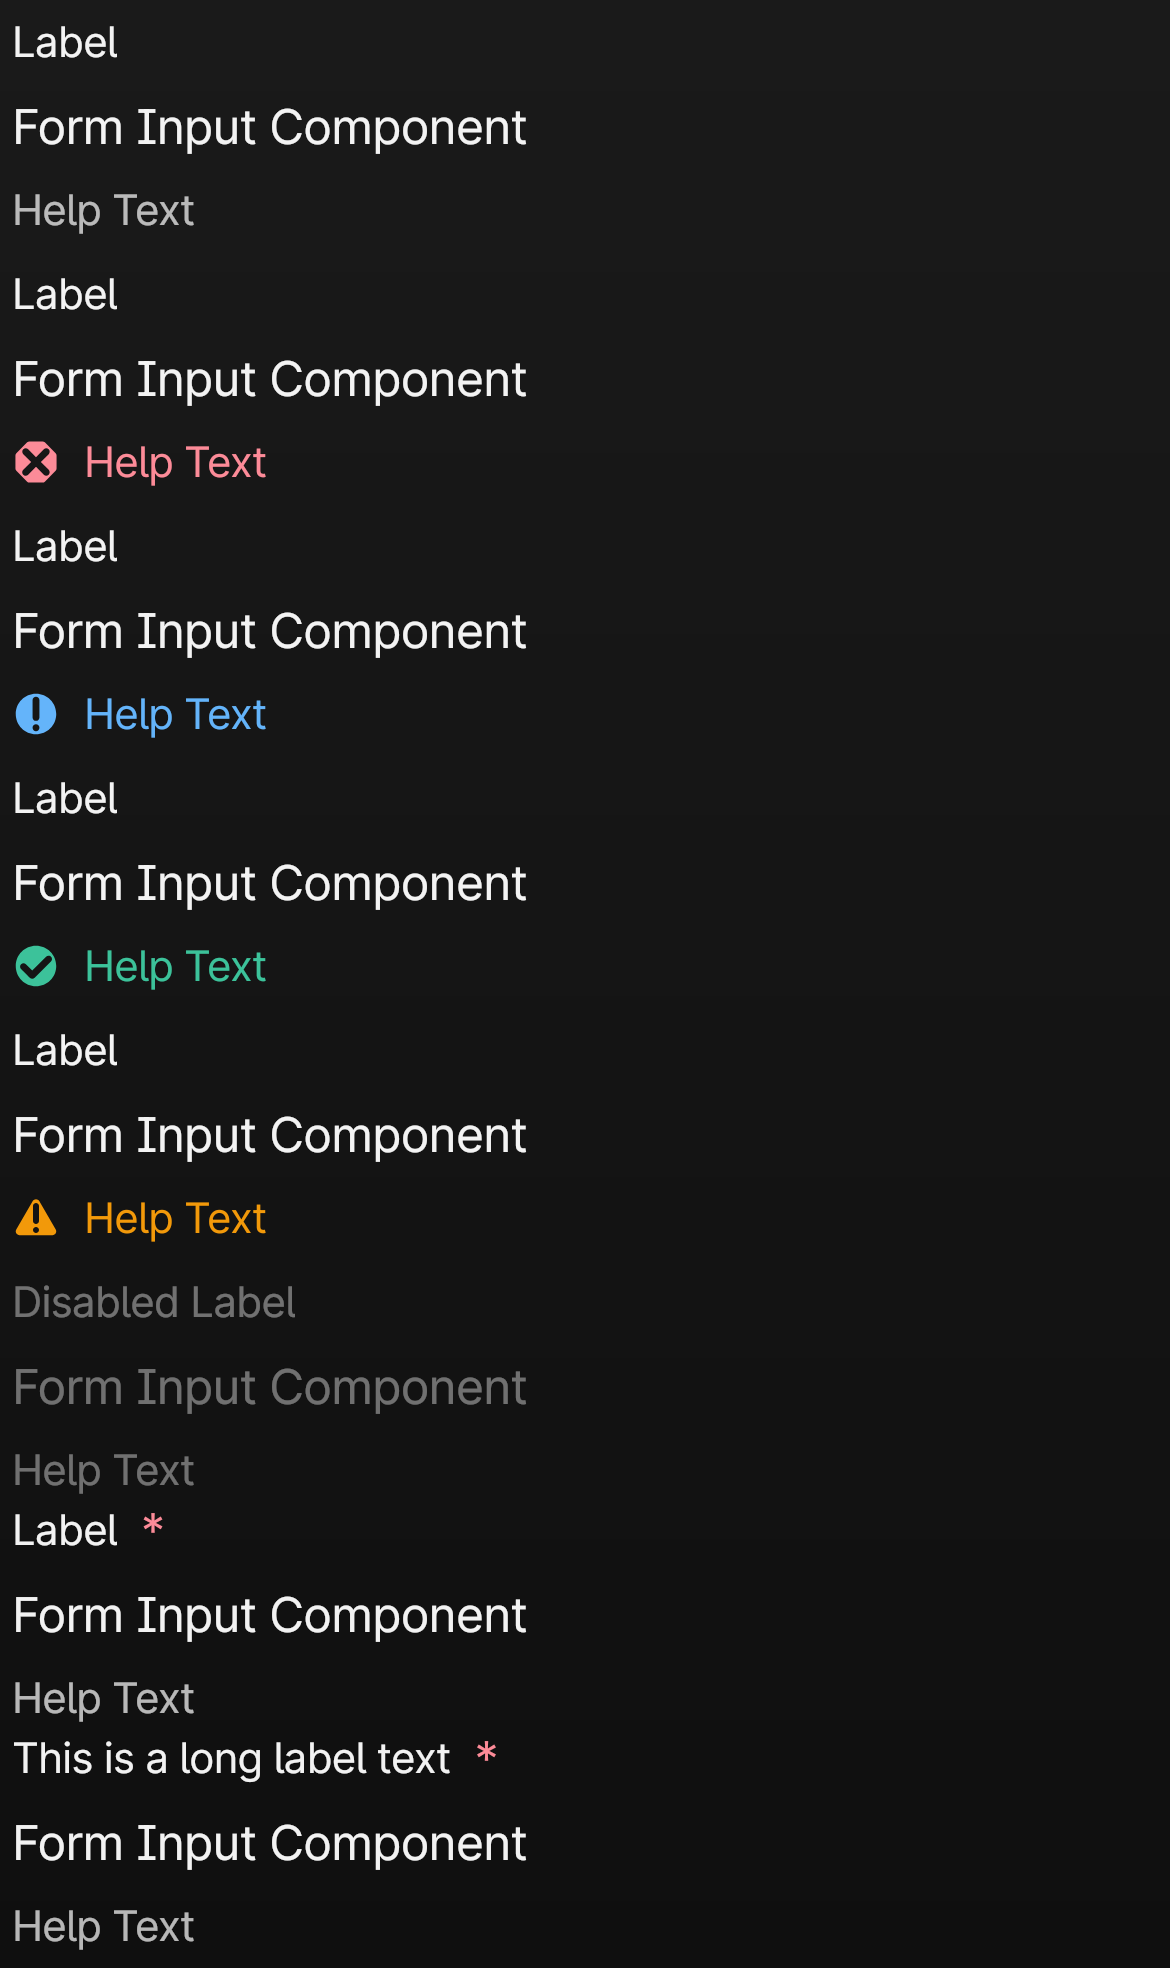 Label
Form Input Component
Help Text
Label
Form Input Component
Help Text
Label
Form Input Component
Help Text
Label
Form Input Component
Help Text
Label
Form Input Component
Help Text
Disabled Label
Form Input Component
Help Text
Label *
Form Input Component
Help Text
This is a long label text *
Form Input Component
Help Text